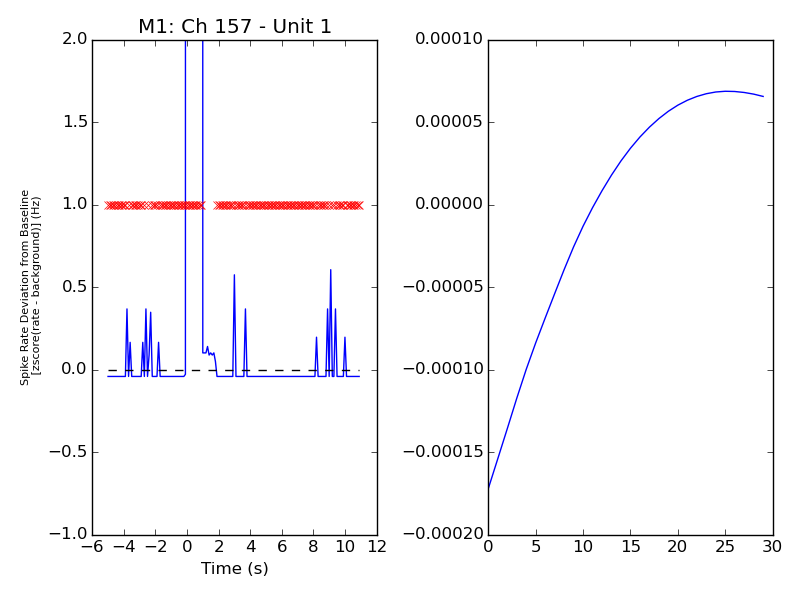 M1: Ch 157 - Unit 1
2.0
1.5
1.0
0.5
0.0
−0.5
−1.0
Spike Rate Deviation from Baseline
[zscore(rate - background)] (Hz)
−6 −4 −2 0 2 4 6 8 10 12
Time (s)
0.00010
0.00005
0.00000
−0.00005
−0.00010
−0.00015
−0.00020
0 5 10 15 20 25 30